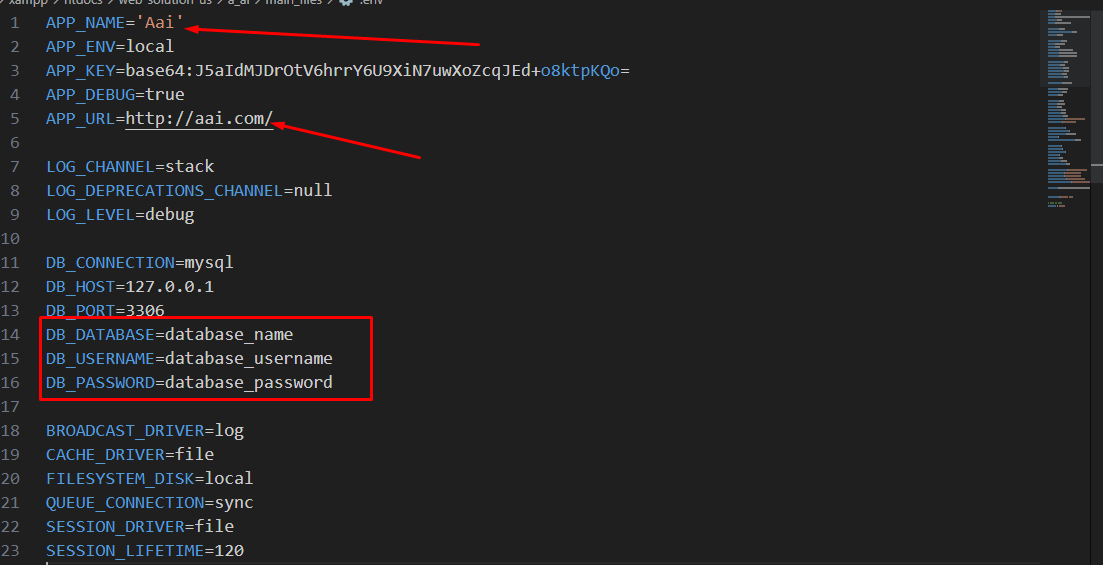 xampp > htdocs > web-solution-us > a_ai > main_files > .env
1 APP_NAME='Aai'
2 APP_ENV=local
3 APP_KEY=base64:J5aIdMJDrOtV6hrrY6U9XiN7uwXoZcqJEd+o8ktpKQo=
4 APP_DEBUG=true
5 APP_URL=http://aai.com/
6
7 LOG_CHANNEL=stack
8 LOG_DEPRECATIONS_CHANNEL=null
9 LOG_LEVEL=debug
10
11 DB_CONNECTION=mysql
12 DB_HOST=127.0.0.1
13 DB_PORT=3306
14 DB_DATABASE=database_name
15 DB_USERNAME=database_username
16 DB_PASSWORD=database_password
17
18 BROADCAST_DRIVER=log
19 CACHE_DRIVER=file
20 FILESYSTEM_DISK=local
21 QUEUE_CONNECTION=sync
22 SESSION_DRIVER=file
23 SESSION_LIFETIME=120